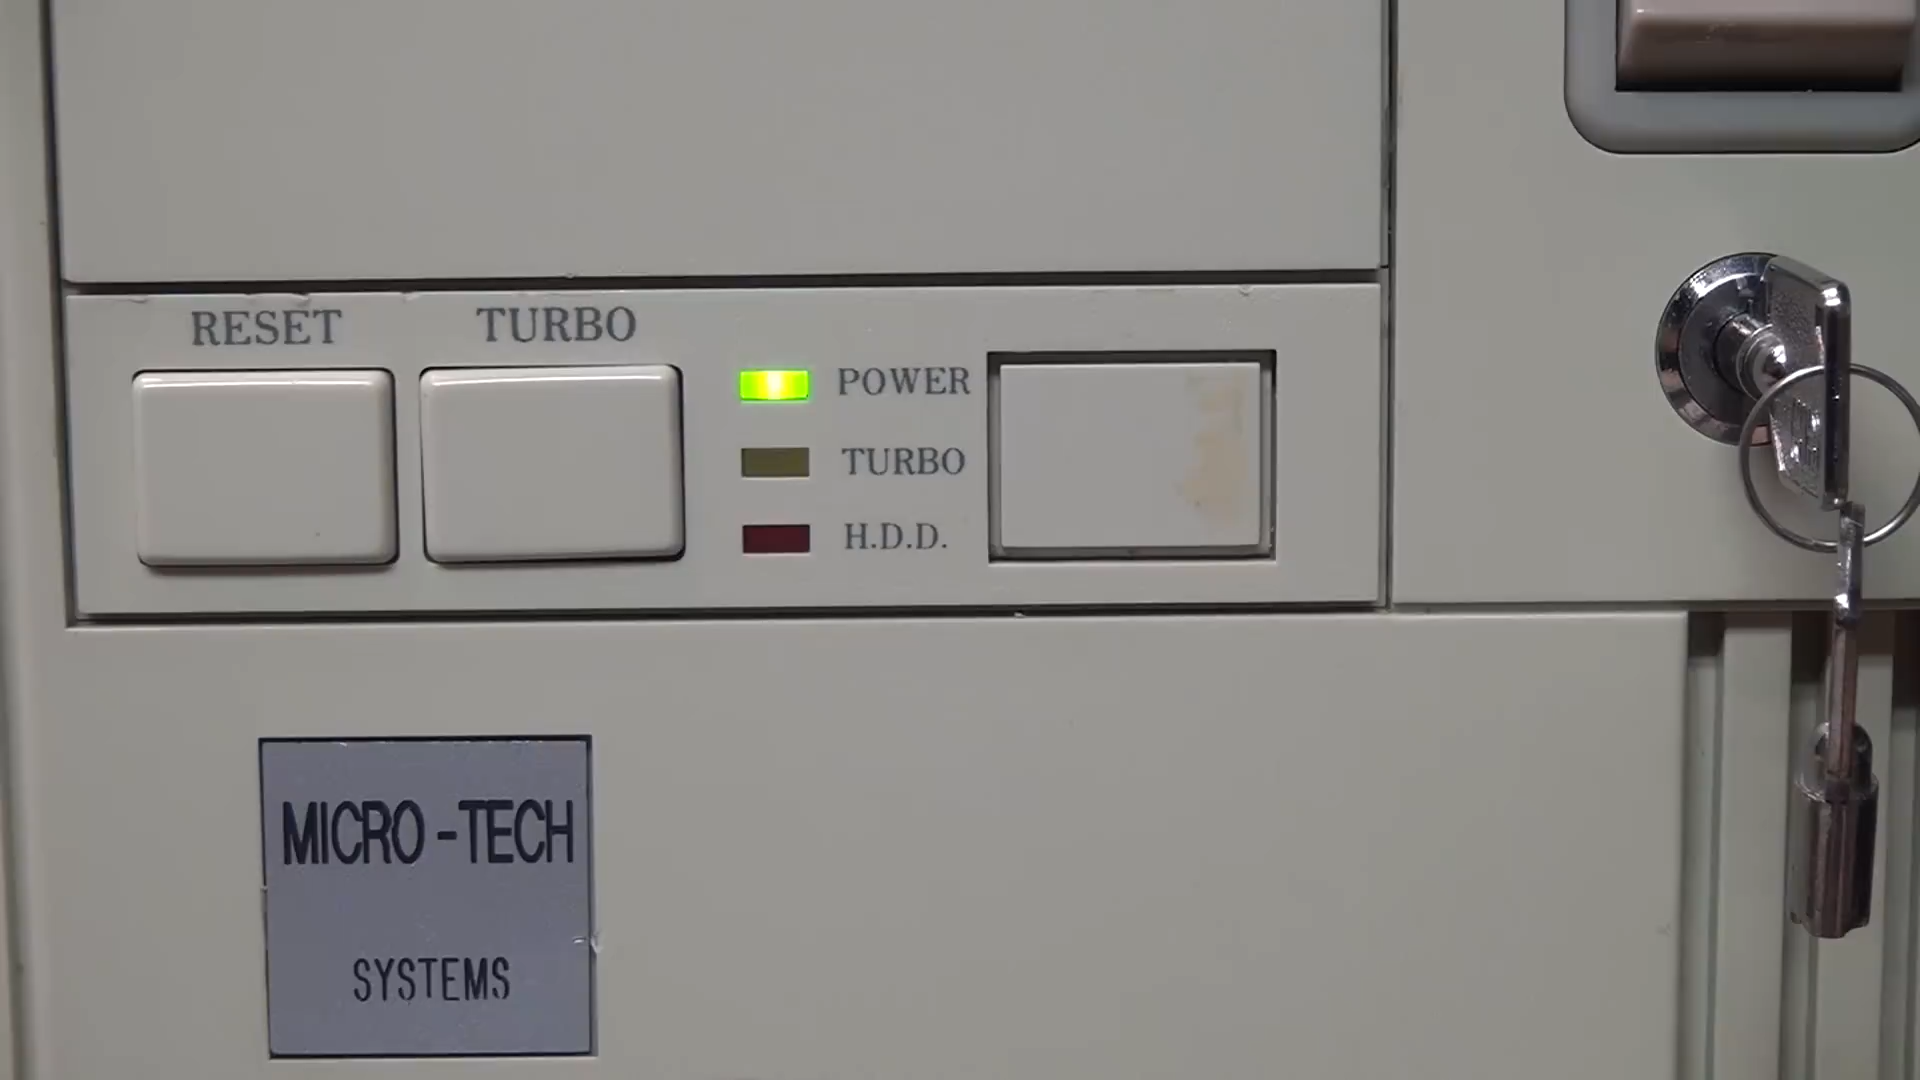 RESET
TURBO
POWER
TURBO
H.D.D.
MICRO-TECH
SYSTEMS